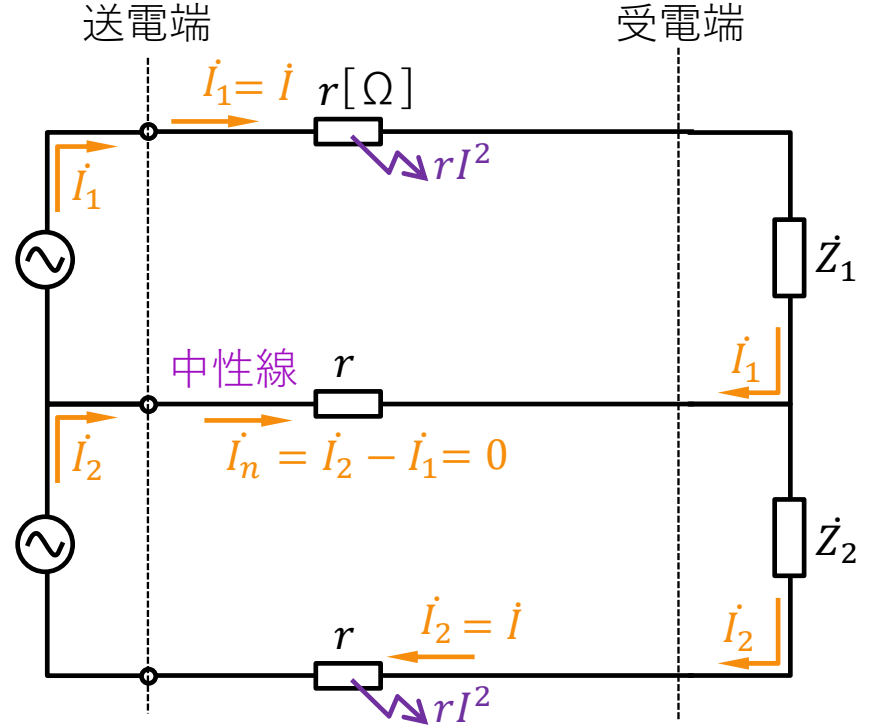 送電端
受電端
İ₁= İ
r[Ω]
rI²
İ₁
Ż₁
中性線
r
İ₁
İ₂
İₙ = İ₂ − İ₁= 0
Ż₂
r
İ₂ = İ
İ₂
rI²